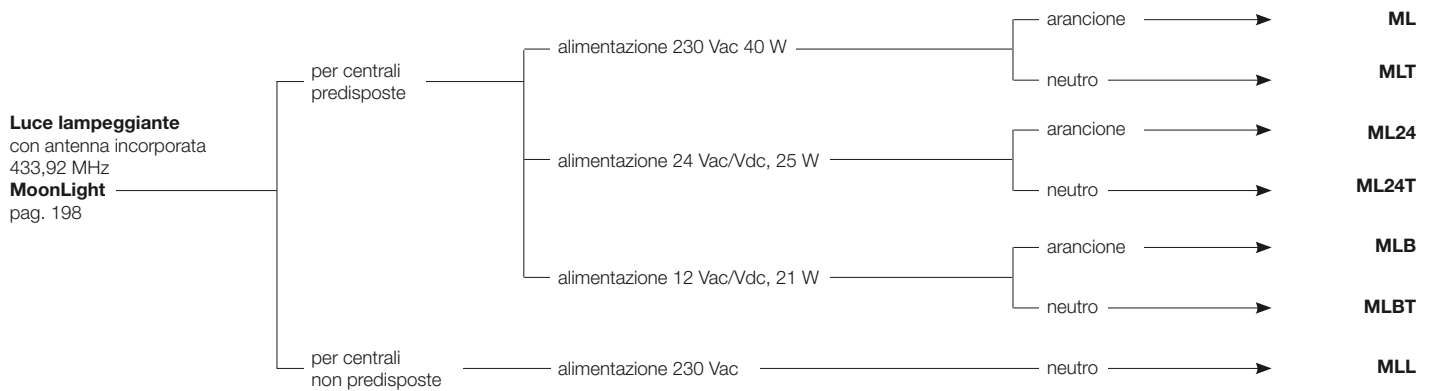 Luce lampeggiante
con antenna incorporata
433,92 MHz
MoonLight
pag. 198
per centrali
predisposte
alimentazione 230 Vac 40 W
arancione
ML
neutro
MLT
alimentazione 24 Vac/Vdc, 25 W
arancione
ML24
neutro
ML24T
alimentazione 12 Vac/Vdc, 21 W
arancione
MLB
neutro
MLBT
per centrali
non predisposte
alimentazione 230 Vac
neutro
MLL